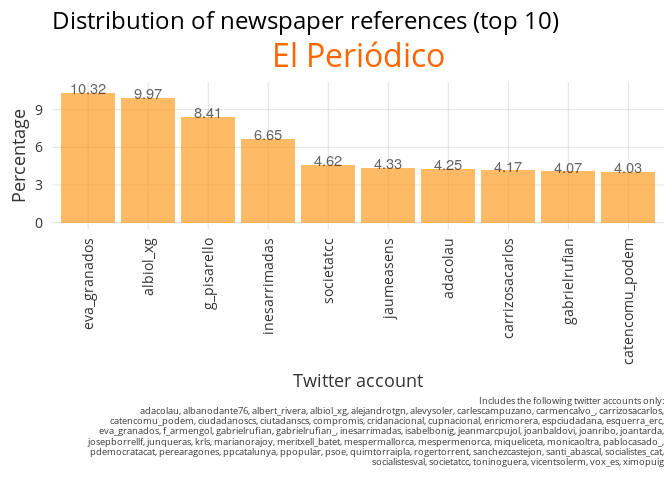 Distribution of newspaper references (top 10)
El Periódico
Percentage
9
6
3
0
10.32
9.97
8.41
6.65
4.62
4.33
4.25
4.17
4.07
4.03
eva_granados
albiol_xg
g_pisarello
inesarrimadas
societatcc
jaumeasens
adacolau
carrizosacarlos
gabrielrufian
catencomu_podem
Twitter account
Includes the following twitter accounts only:
adacolau, albanodante76, albert_rivera, albiol_xg, alejandrotgn, alevysoler, carlescampuzano, carmencalvo_, carrizosacarlos,
catencomu_podem, ciudadanoscs, ciutadanscs, compromis, cridanacional, cupnacional, enricmorera, espciudadana, esquerra_erc,
eva_granados, f_armengol, gabrielrufian, gabrielrufian_, inesarrimadas, isabelbonig, jeanmarcpujol, joanbaldovi, joanribo, joantarda,
josepborrellf, junqueras, krls, marianorajoy, meritxell_batet, mespermallorca, mespermenorca, miqueliceta, monicaoltra, pablocasado_,
pdemocratacat, perearagones, ppcatalunya, ppopular, psoe, quimtorraipla, rogertorrent, sanchezcastejon, santi_abascal, socialistes_cat,
socialistesval, societatcc, toninoguera, vicentsolerm, vox_es, ximopuig